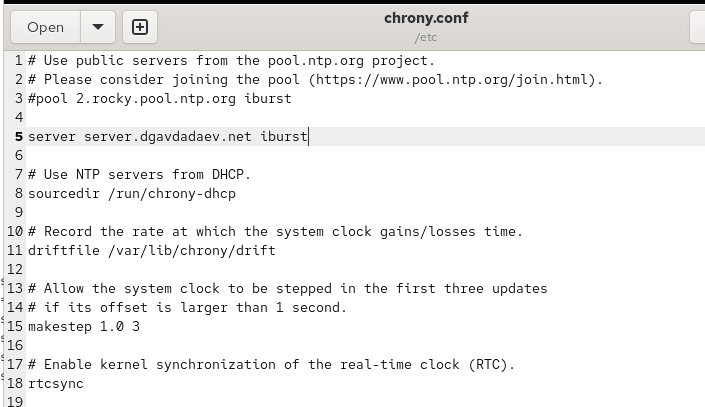 Open
chrony.conf
/etc
1 # Use public servers from the pool.ntp.org project.
2 # Please consider joining the pool (https://www.pool.ntp.org/join.html).
3 #pool 2.rocky.pool.ntp.org iburst
4
5 server server.dgavdadaev.net iburst
6
7 # Use NTP servers from DHCP.
8 sourcedir /run/chrony-dhcp
9
10 # Record the rate at which the system clock gains/losses time.
11 driftfile /var/lib/chrony/drift
12
13 # Allow the system clock to be stepped in the first three updates
14 # if its offset is larger than 1 second.
15 makestep 1.0 3
16
17 # Enable kernel synchronization of the real-time clock (RTC).
18 rtcsync
19